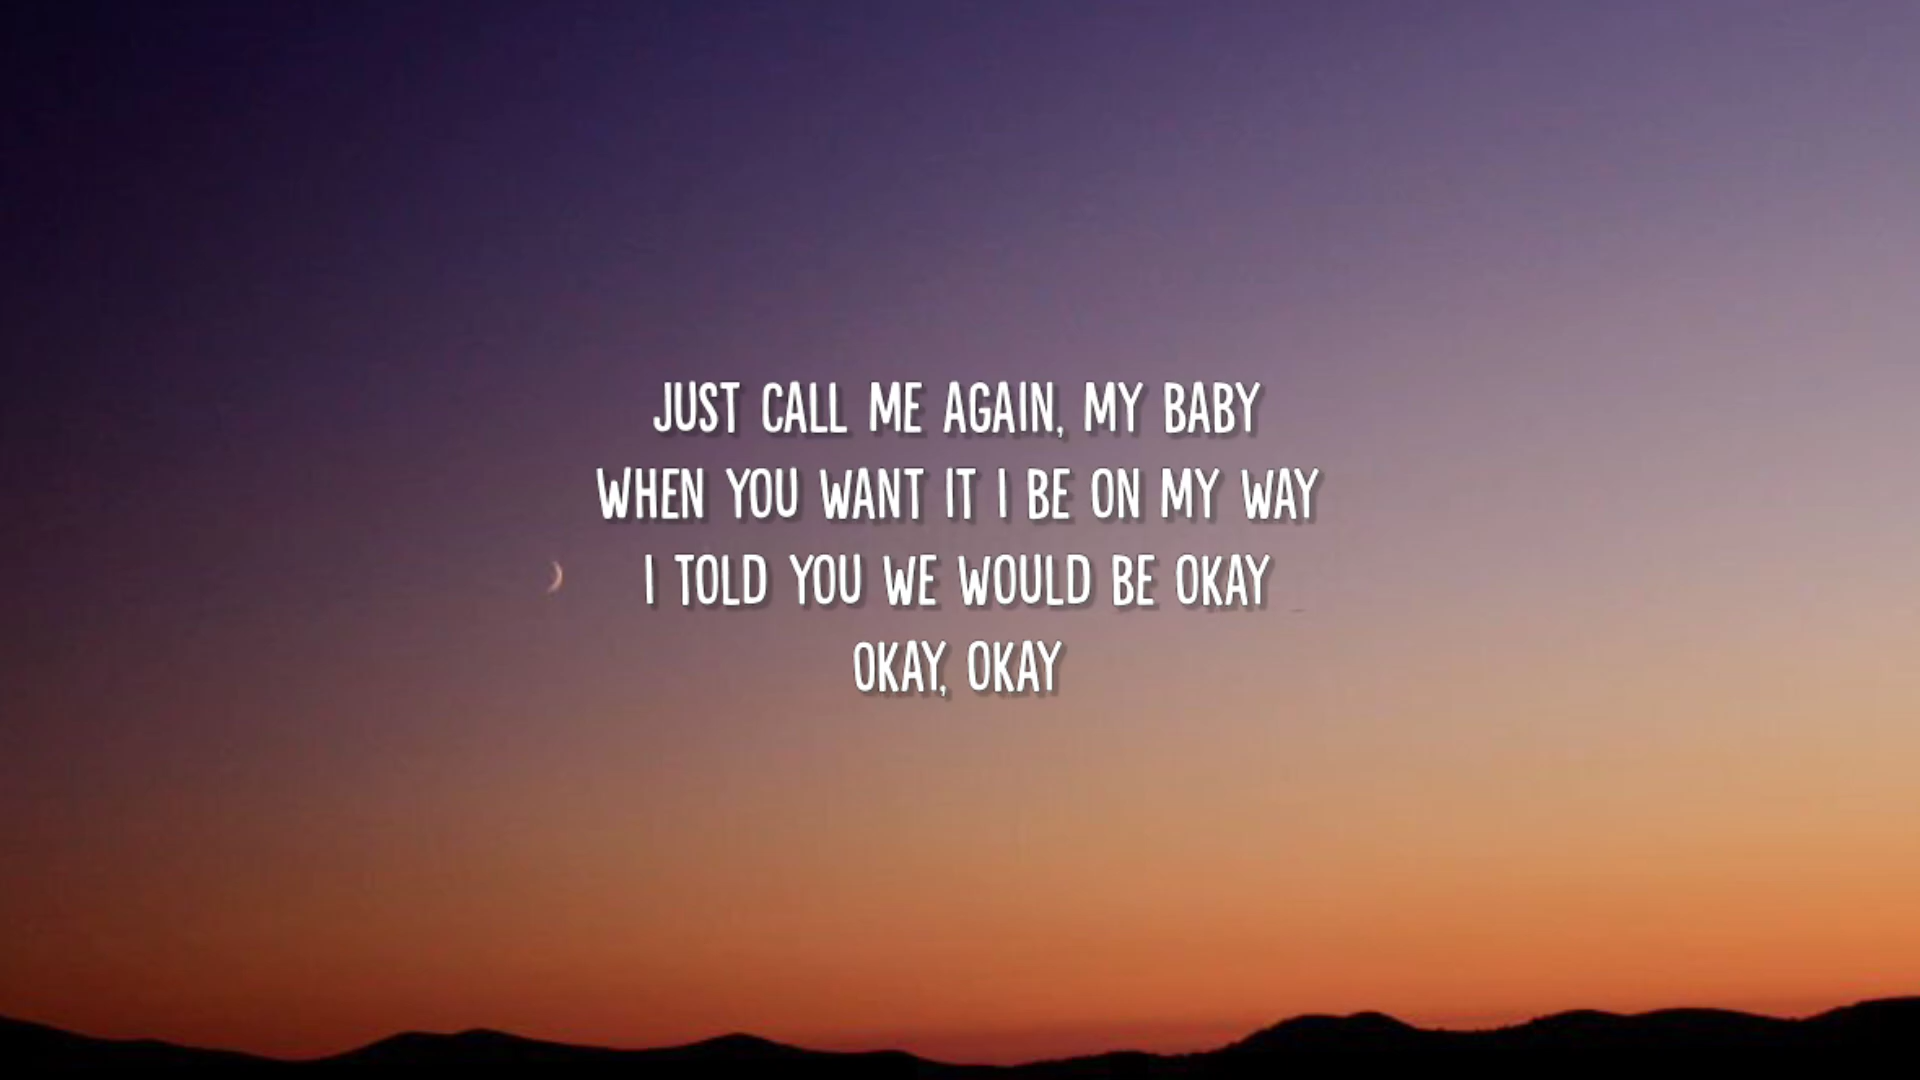 JUST CALL ME AGAIN, MY BABY
WHEN YOU WANT IT I BE ON MY WAY
I TOLD YOU WE WOULD BE OKAY
OKAY, OKAY